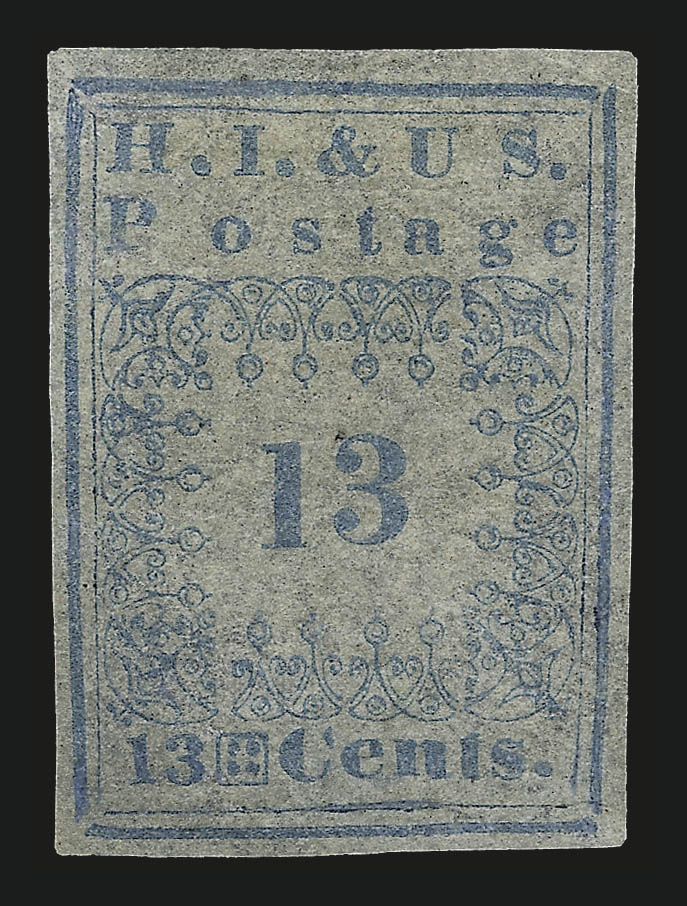 H. I. & U S.
Postage
13
13 Cents.